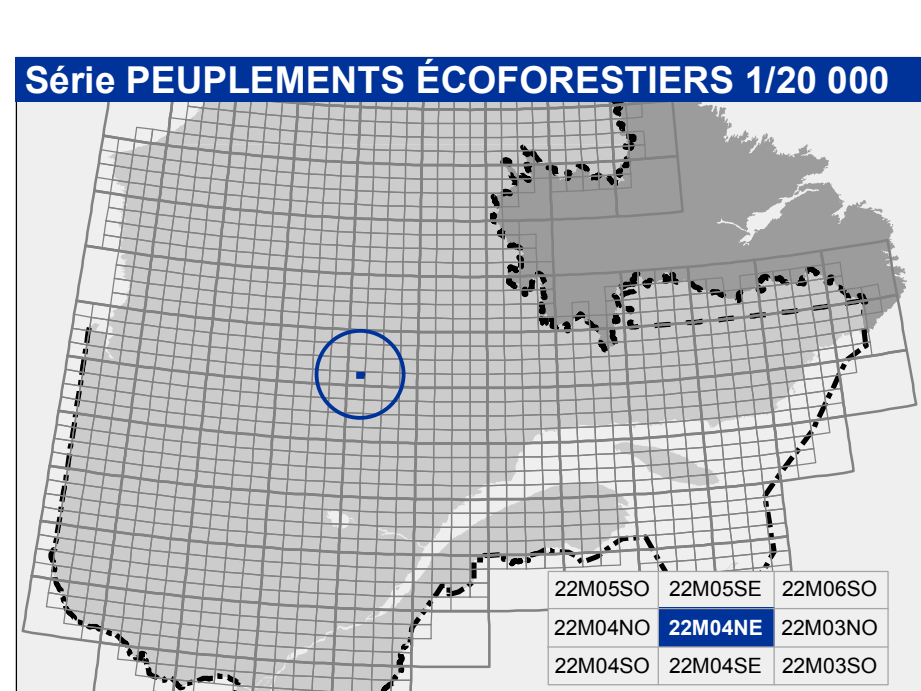 Série PEUPLEMENTS ÉCOFORESTIERS 1/20 000
22M05SO 22M05SE 22M06SO
22M04NO 22M04NE 22M03NO
22M04SO 22M04SE 22M03SO